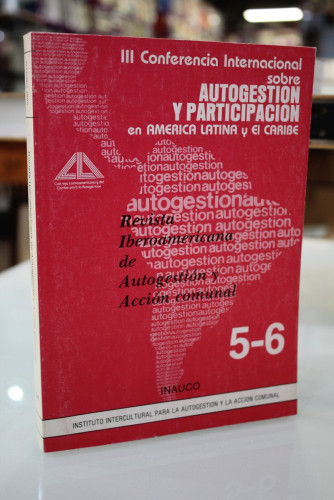 III Conferencia Internacional
sobre
AUTOGESTION
Y PARTICIPACION
en AMERICA LATINA y El CARIBE
Revista
Iberoamericana
de
Autogestión y
Acción comunal
5-6
INAUCO
INSTITUTO INTERCULTURAL PARA LA AUTOGESTION Y LA ACCION COMUNAL